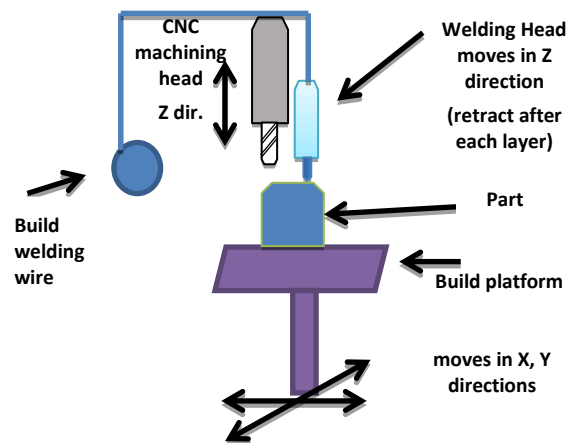 CNC
machining
head
Z dir.
Welding Head
moves in Z
direction
(retract after
each layer)
Build
welding
wire
Part
Build platform
moves in X, Y
directions